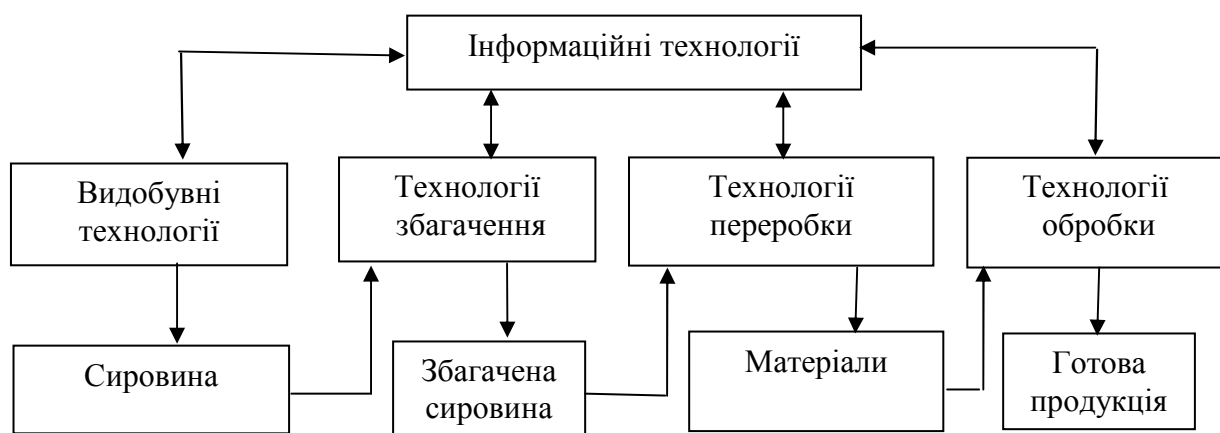 Інформаційні технології
Видобувні
технології
Технології
збагачення
Технології
переробки
Технології
обробки
Сировина
Збагачена
сировина
Матеріали
Готова
продукція